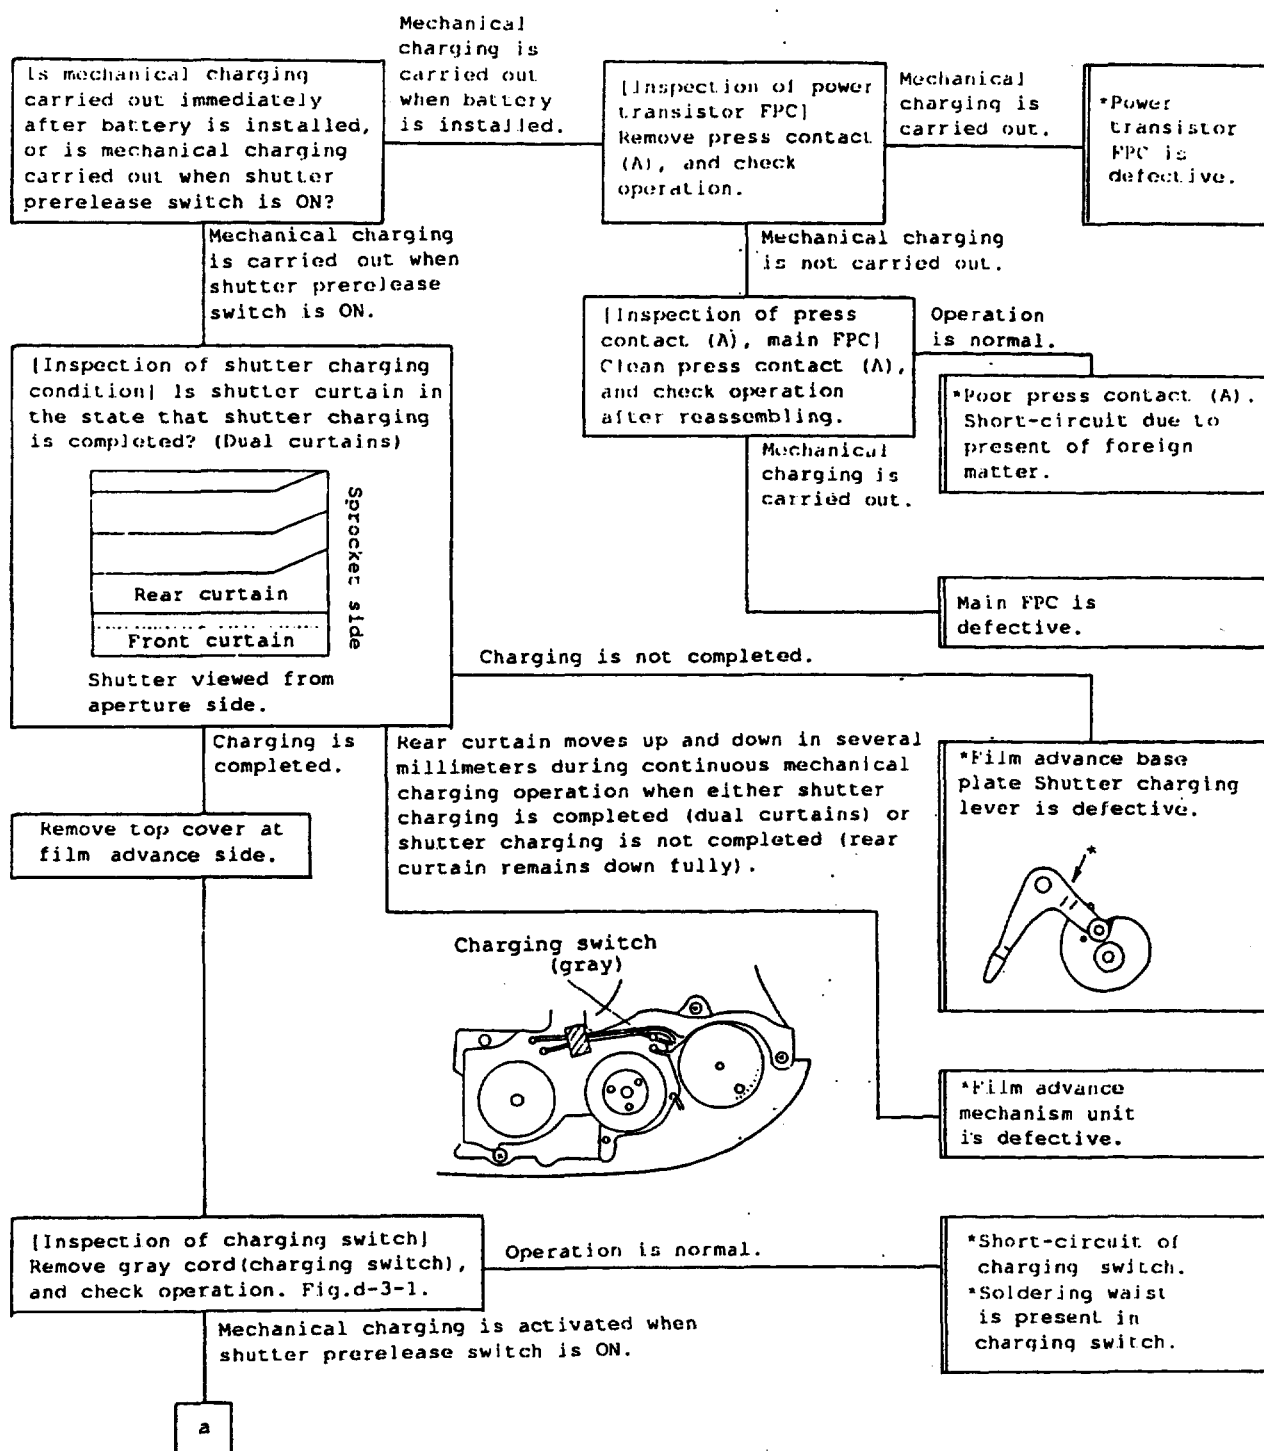 Is mechanical charging
carried out immediately
after battery is installed,
or is mechanical charging
carried out when shutter
prerelease switch is ON?
Mechanical
charging is
carried out
when battery
is installed.
[Inspection of power
transistor FPC]
Remove press contact
(A), and check
operation.
Mechanical
charging is
carried out.
*Power
transistor
FPC is
defective.
Mechanical charging
is carried out when
shutter prerelease
switch is ON.
Mechanical charging
is not carried out.
[Inspection of press
contact (A), main FPC]
Clean press contact (A),
and check operation
after reassembling.
Operation
is normal.
*Poor press contact (A).
Short-circuit due to
present of foreign
matter.
Mechanical
charging is
carried out.
Main FPC is
defective.
[Inspection of shutter charging
condition] Is shutter curtain in
the state that shutter charging
is completed? (Dual curtains)
Sprocket side
Rear curtain
Front curtain
Shutter viewed from
aperture side.
Charging is not completed.
Charging is
completed.
Rear curtain moves up and down in several
millimeters during continuous mechanical
charging operation when either shutter
charging is completed (dual curtains) or
shutter charging is not completed (rear
curtain remains down fully).
*Film advance base
plate Shutter charging
lever is defective.
*
Remove top cover at
film advance side.
Charging switch
(gray)
*Film advance
mechanism unit
is defective.
[Inspection of charging switch]
Remove gray cord(charging switch),
and check operation. Fig.d-3-1.
Operation is normal.
*Short-circuit of
charging switch.
*Soldering waist
is present in
charging switch.
Mechanical charging is activated when
shutter prerelease switch is ON.
a